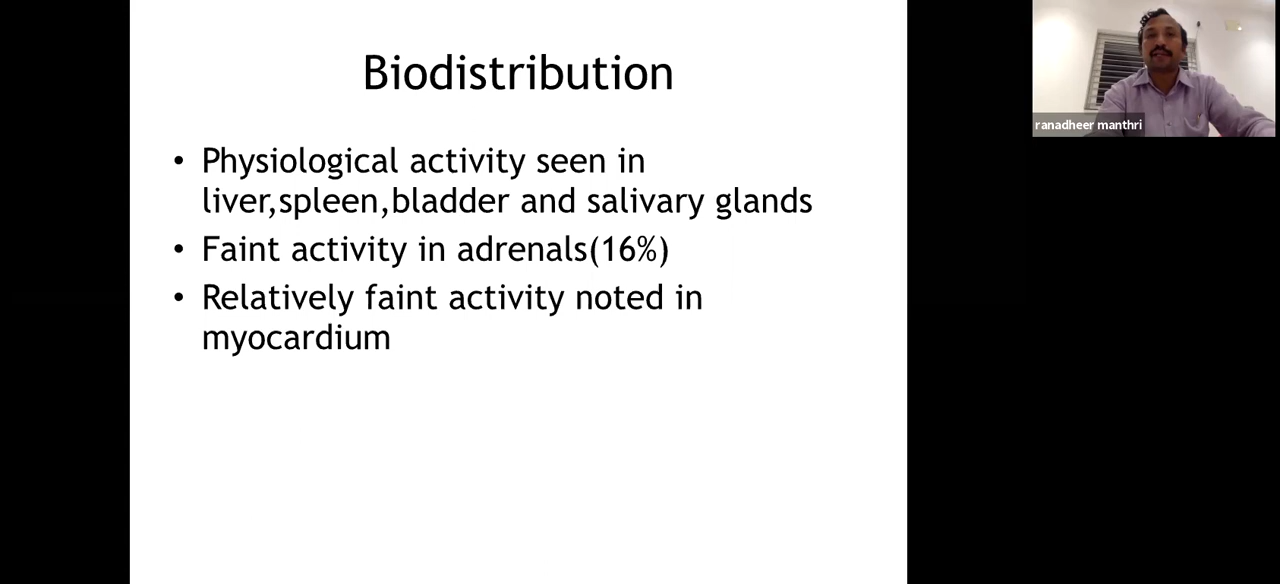 Biodistribution
• Physiological activity seen in
liver,spleen,bladder and salivary glands
• Faint activity in adrenals(16%)
• Relatively faint activity noted in
myocardium
ranadheer manthri